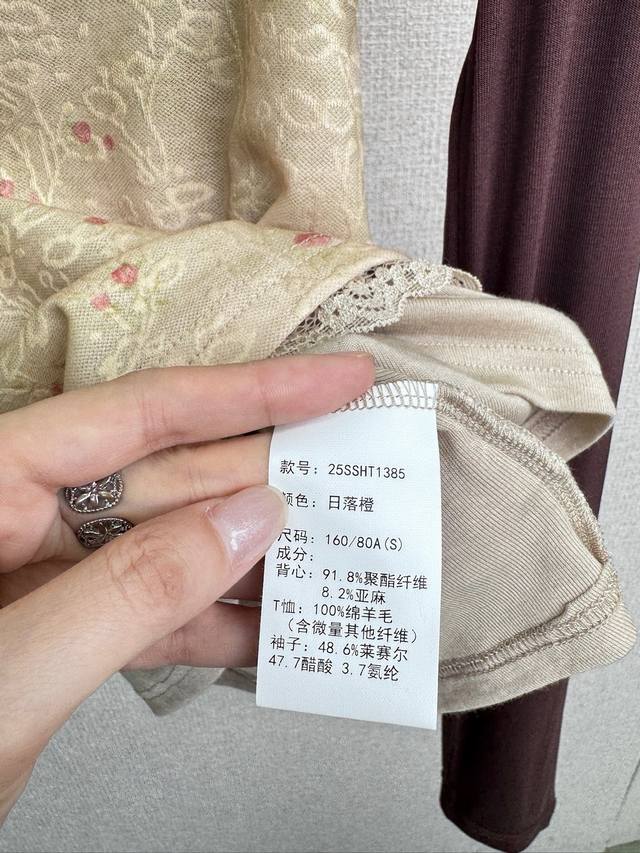 款号: 25SSHT1385
颜色: 日落橙
尺码: 160/80A(S)
成分:
背心: 91.8%聚酯纤维
8.2%亚麻
T恤: 100%绵羊毛
(含微量其他纤维)
袖子: 48.6%莱赛尔
47.7醋酸 3.7氨纶